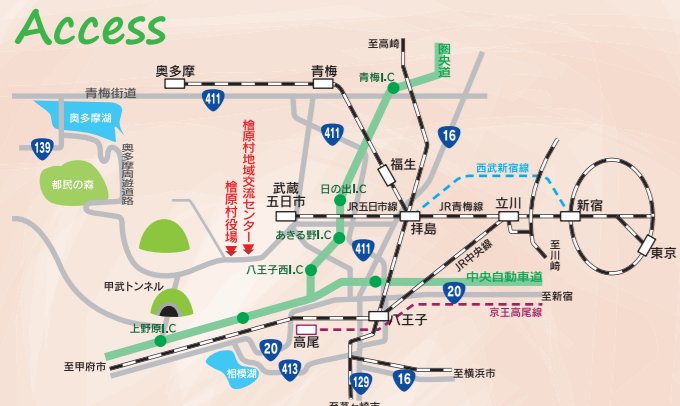 Access
至高崎
圏央道
奥多摩
青梅
青梅I.C
青梅街道
411
奥多摩湖
139
奥多摩周遊道路
檜原村地域交流センター
檜原村役場
411
16
福生
西武新宿線
都民の森
武蔵
五日市
日の出I.C
JR五日市線
拝島
JR青梅線
立川
新宿
あきる野I.C
411
至川崎
東京
JR中央線
甲武トンネル
八王子西I.C
中央自動車道
20
至新宿
京王高尾線
八王子
上野原I.C
高尾
20
至甲府市
相模湖
413
129
16
至横浜市
至茅ヶ崎市